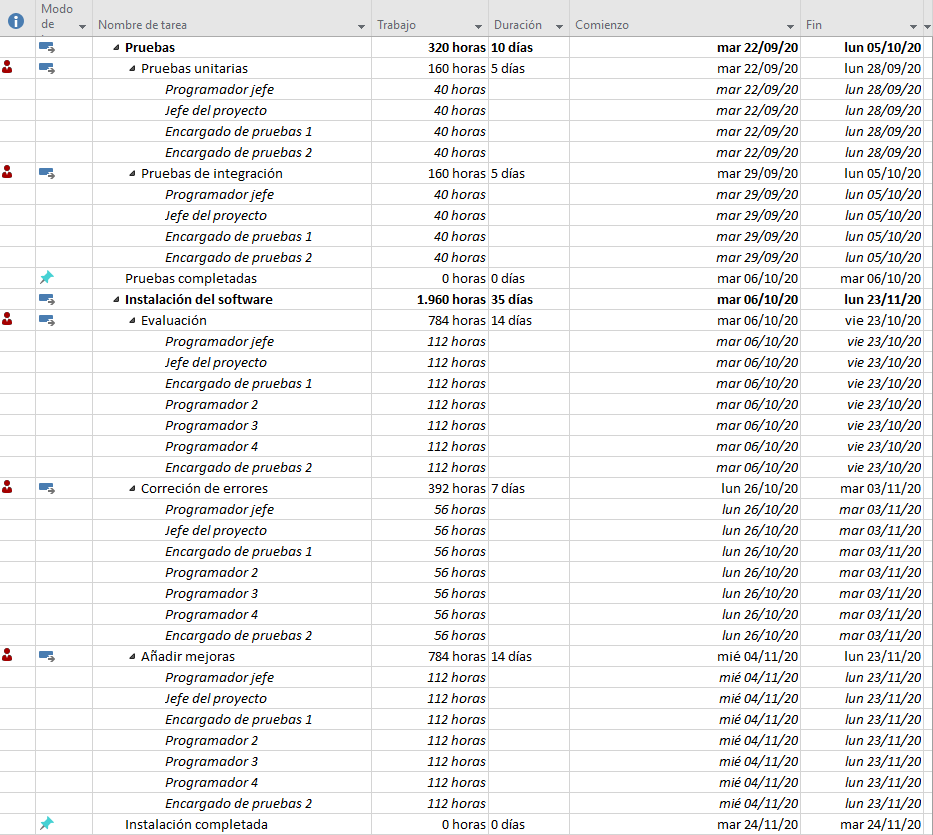 Modo de Nombre de tarea Trabajo Duración Comienzo Fin
Pruebas 320 horas 10 días mar 22/09/20 lun 05/10/20
Pruebas unitarias 160 horas 5 días mar 22/09/20 lun 28/09/20
Programador jefe 40 horas mar 22/09/20 lun 28/09/20
Jefe del proyecto 40 horas mar 22/09/20 lun 28/09/20
Encargado de pruebas 1 40 horas mar 22/09/20 lun 28/09/20
Encargado de pruebas 2 40 horas mar 22/09/20 lun 28/09/20
Pruebas de integración 160 horas 5 días mar 29/09/20 lun 05/10/20
Programador jefe 40 horas mar 29/09/20 lun 05/10/20
Jefe del proyecto 40 horas mar 29/09/20 lun 05/10/20
Encargado de pruebas 1 40 horas mar 29/09/20 lun 05/10/20
Encargado de pruebas 2 40 horas mar 29/09/20 lun 05/10/20
Pruebas completadas 0 horas 0 días mar 06/10/20 mar 06/10/20
Instalación del software 1.960 horas 35 días mar 06/10/20 lun 23/11/20
Evaluación 784 horas 14 días mar 06/10/20 vie 23/10/20
Programador jefe 112 horas mar 06/10/20 vie 23/10/20
Jefe del proyecto 112 horas mar 06/10/20 vie 23/10/20
Encargado de pruebas 1 112 horas mar 06/10/20 vie 23/10/20
Programador 2 112 horas mar 06/10/20 vie 23/10/20
Programador 3 112 horas mar 06/10/20 vie 23/10/20
Programador 4 112 horas mar 06/10/20 vie 23/10/20
Encargado de pruebas 2 112 horas mar 06/10/20 vie 23/10/20
Correción de errores 392 horas 7 días lun 26/10/20 mar 03/11/20
Programador jefe 56 horas lun 26/10/20 mar 03/11/20
Jefe del proyecto 56 horas lun 26/10/20 mar 03/11/20
Encargado de pruebas 1 56 horas lun 26/10/20 mar 03/11/20
Programador 2 56 horas lun 26/10/20 mar 03/11/20
Programador 3 56 horas lun 26/10/20 mar 03/11/20
Programador 4 56 horas lun 26/10/20 mar 03/11/20
Encargado de pruebas 2 56 horas lun 26/10/20 mar 03/11/20
Añadir mejoras 784 horas 14 días mié 04/11/20 lun 23/11/20
Programador jefe 112 horas mié 04/11/20 lun 23/11/20
Jefe del proyecto 112 horas mié 04/11/20 lun 23/11/20
Encargado de pruebas 1 112 horas mié 04/11/20 lun 23/11/20
Programador 2 112 horas mié 04/11/20 lun 23/11/20
Programador 3 112 horas mié 04/11/20 lun 23/11/20
Programador 4 112 horas mié 04/11/20 lun 23/11/20
Encargado de pruebas 2 112 horas mié 04/11/20 lun 23/11/20
Instalación completada 0 horas 0 días mar 24/11/20 mar 24/11/20